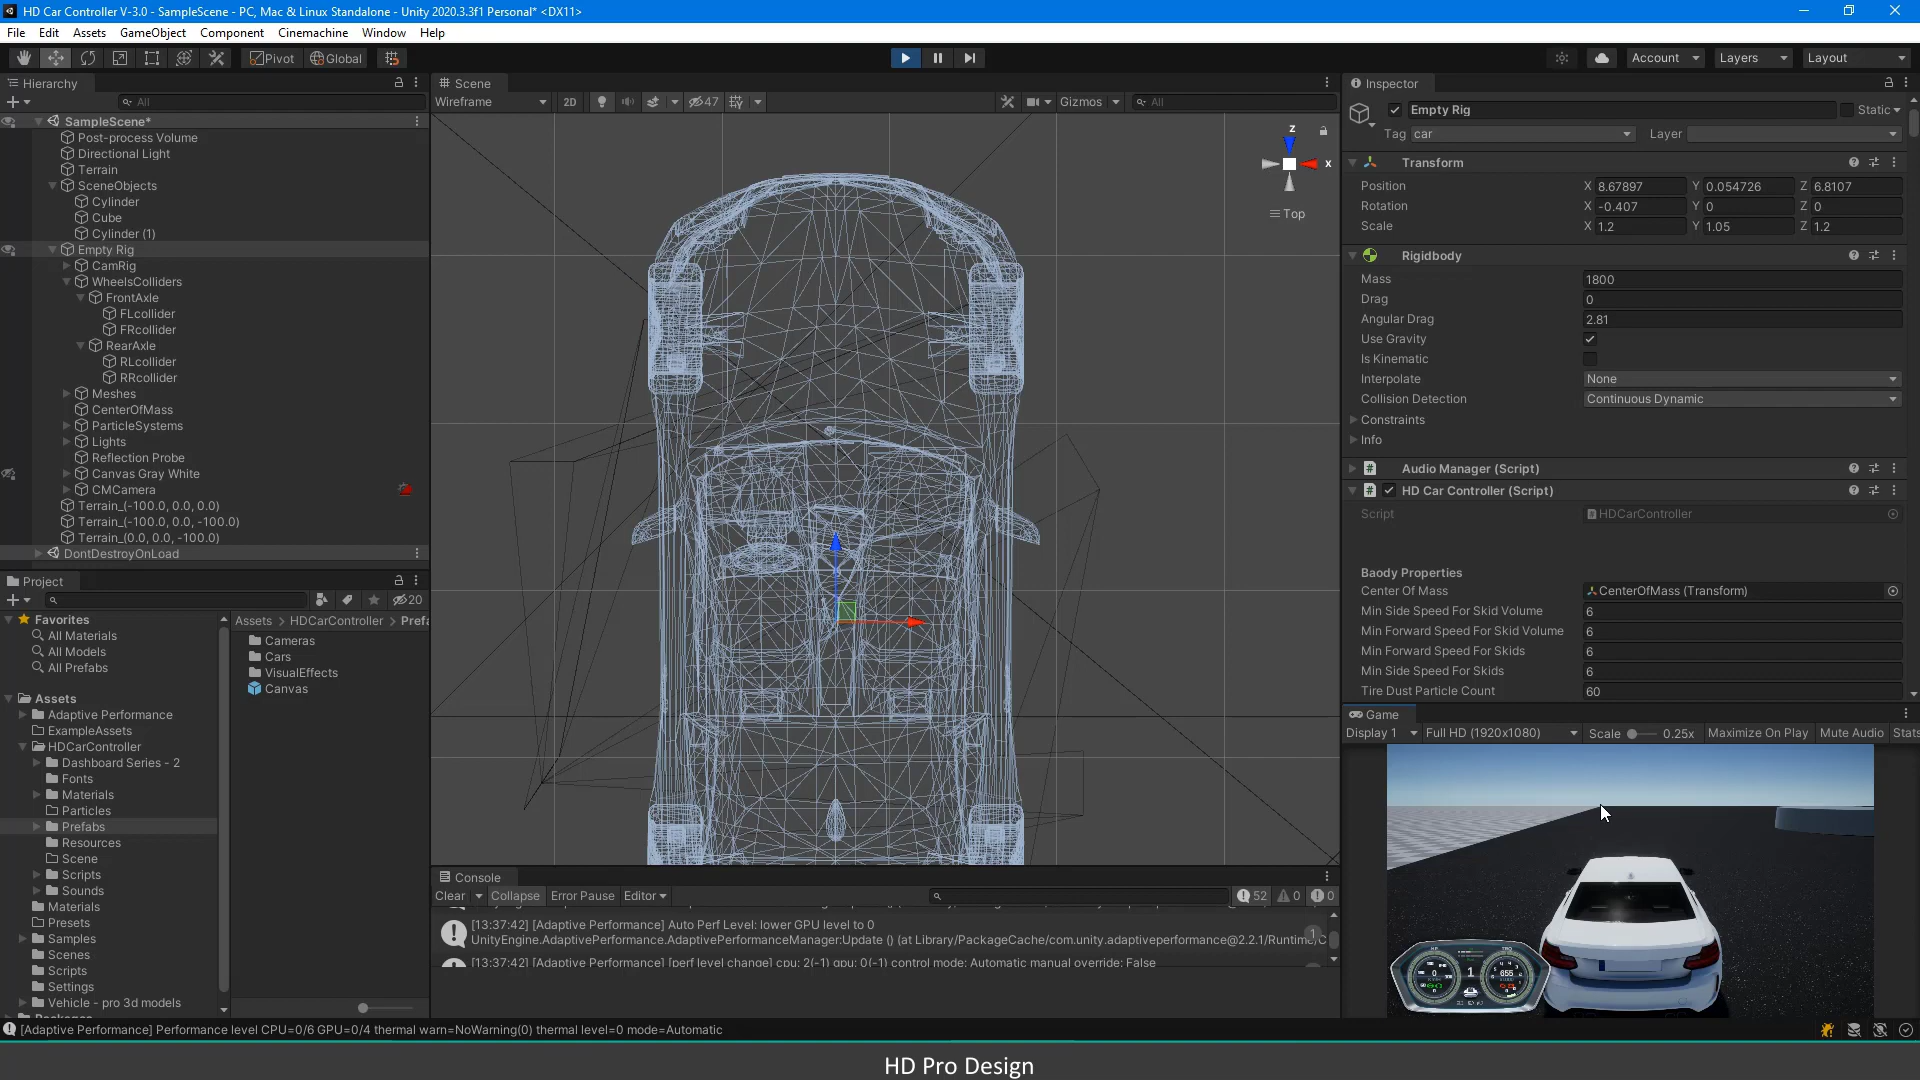 HD Car Controller V-3.0 - SampleScene - PC, Mac & Linux Standalone - Unity 2020.3.3f1 Personal* <DX11>
File Edit Assets GameObject Component Cinemachine Window Help
Pivot Global Account Layers Layout
Hierarchy
All
SampleScene*
Post-process Volume
Directional Light
Terrain
SceneObjects
Cylinder
Cube
Cylinder (1)
Empty Rig
CamRig
WheelsColliders
FrontAxle
FLcollider
FRcollider
RearAxle
RLcollider
RRcollider
Meshes
CenterOfMass
ParticleSystems
Lights
Reflection Probe
Canvas Gray White
CMCamera
Terrain_(-100.0, 0.0, 0.0)
Terrain_(-100.0, 0.0, -100.0)
Terrain_(0.0, 0.0, -100.0)
DontDestroyOnLoad
Project
20
Favorites
All Materials
All Models
All Prefabs
Assets
Adaptive Performance
ExampleAssets
HDCarController
Dashboard Series - 2
Fonts
Materials
Particles
Prefabs
Resources
Scene
Scripts
Sounds
Materials
Presets
Samples
Scenes
Scripts
Settings
Vehicle - pro 3d models
Assets > HDCarController > Prefa
Cameras
Cars
VisualEffects
Canvas
Scene
Wireframe 2D 47 Gizmos All
z
x
Top
Console
Clear Collapse Error Pause Editor 52 0 0
[13:37:42] [Adaptive Performance] Auto Perf Level: lower GPU level to 0
UnityEngine.AdaptivePerformance.AdaptivePerformanceManager:Update () (at Library/PackageCache/com.unity.adaptiveperformance@2.2.1/Runtime/C
1
[13:37:42] [Adaptive Performance] [perf level change] cpu: 2(-1) gpu: 0(-1) control mode: Automatic manual override: False
Inspector
Empty Rig Static
Tag car Layer
Transform
Position X 8.67897 Y 0.054726 Z 6.8107
Rotation X -0.407 Y 0 Z 0
Scale X 1.2 Y 1.05 Z 1.2
Rigidbody
Mass 1800
Drag 0
Angular Drag 2.81
Use Gravity
Is Kinematic
Interpolate None
Collision Detection Continuous Dynamic
Constraints
Info
Audio Manager (Script)
HD Car Controller (Script)
Script HDCarController
Baody Properties
Center Of Mass CenterOfMass (Transform)
Min Side Speed For Skid Volume 6
Min Forward Speed For Skid Volume 6
Min Forward Speed For Skids 6
Min Side Speed For Skids 6
Tire Dust Particle Count 60
Game
Display 1 Full HD (1920x1080) Scale 0.25x Maximize On Play Mute Audio Stats
0 1 655
[Adaptive Performance] Performance level CPU=0/6 GPU=0/4 thermal warn=NoWarning(0) thermal level=0 mode=Automatic
HD Pro Design